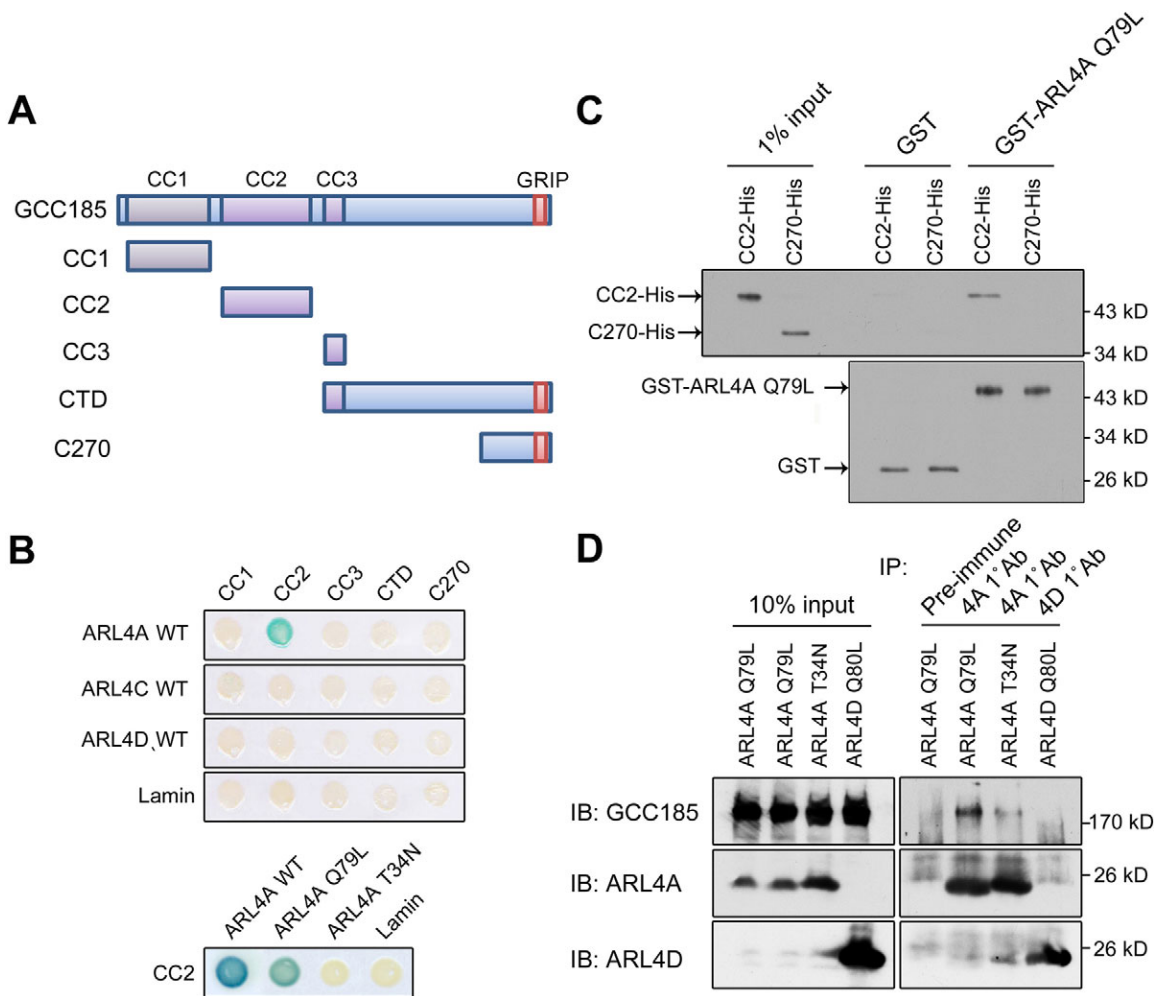 A
CC1 CC2 CC3 GRIP
GCC185
CC1
CC2
CC3
CTD
C270
B
CC1 CC2 CC3 CTD C270
ARL4A WT
ARL4C WT
ARL4D WT
Lamin
ARL4A WT ARL4A Q79L ARL4A T34N Lamin
CC2
C
1% input GST GST-ARL4A Q79L
CC2-His C270-His CC2-His C270-His CC2-His C270-His
CC2-His
43 kD
C270-His
34 kD
GST-ARL4A Q79L
43 kD
34 kD
GST
26 kD
D
IP: Pre-immune 4A 1°Ab 4A 1°Ab 4D 1°Ab
10% input
ARL4A Q79L ARL4A Q79L ARL4A T34N ARL4D Q80L ARL4A Q79L ARL4A Q79L ARL4A T34N ARL4D Q80L
IB: GCC185
170 kD
IB: ARL4A
26 kD
IB: ARL4D
26 kD